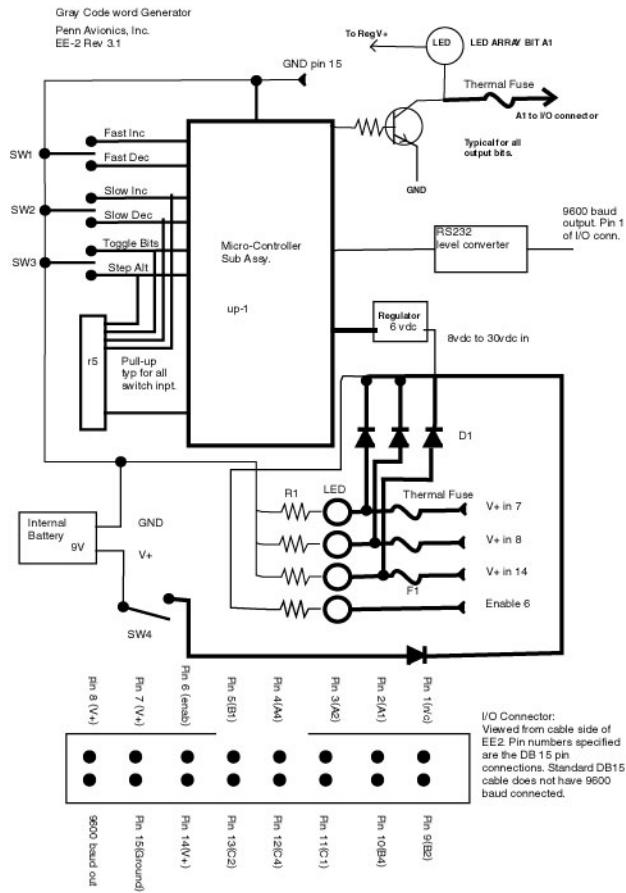 Gray Code word Generator
Penn Avionics, Inc.
EE-2 Rev 3.1
To RegV+
LED
LED ARRAY BIT A1
GND pin 15
Thermal Fuse
A1 to I/O connector
Typical for all
output bits.
GND
Fast Inc
SW1
Fast Dec
Slow Inc
SW2
Slow Dec
Toggle Bits
SW3
Step Alt
Micro-Controller
Sub Assy.
up-1
9600 baud
output. Pin 1
of I/O conn.
RS232
level converter
Regulator
6 vdc
8vdc to 30vdc in
r5
Pull-up
typ for all
switch inpt.
D1
R1
LED
Thermal Fuse
V+ in 7
V+ in 8
V+ in 14
F1
Enable 6
Internal
Battery
9V
GND
V+
SW4
Pin 8 (V+)
Pin 7 (V+)
Pin 6 (enab)
Pin 5(B1)
Pin 4(A4)
Pin 3(A2)
Pin 2(A1)
Pin 1(n/c)
I/O Connector:
Viewed from cable side of
EE2. Pin numbers specified
are the DB 15 pin
connections. Standard DB15
cable does not have 9600
baud connected.
9600 baud out
Pin 15(Ground)
Pin 14(V+)
Pin 13(C2)
Pin 12(C4)
Pin 11(C1)
Pin 10(B4)
Pin 9(B2)